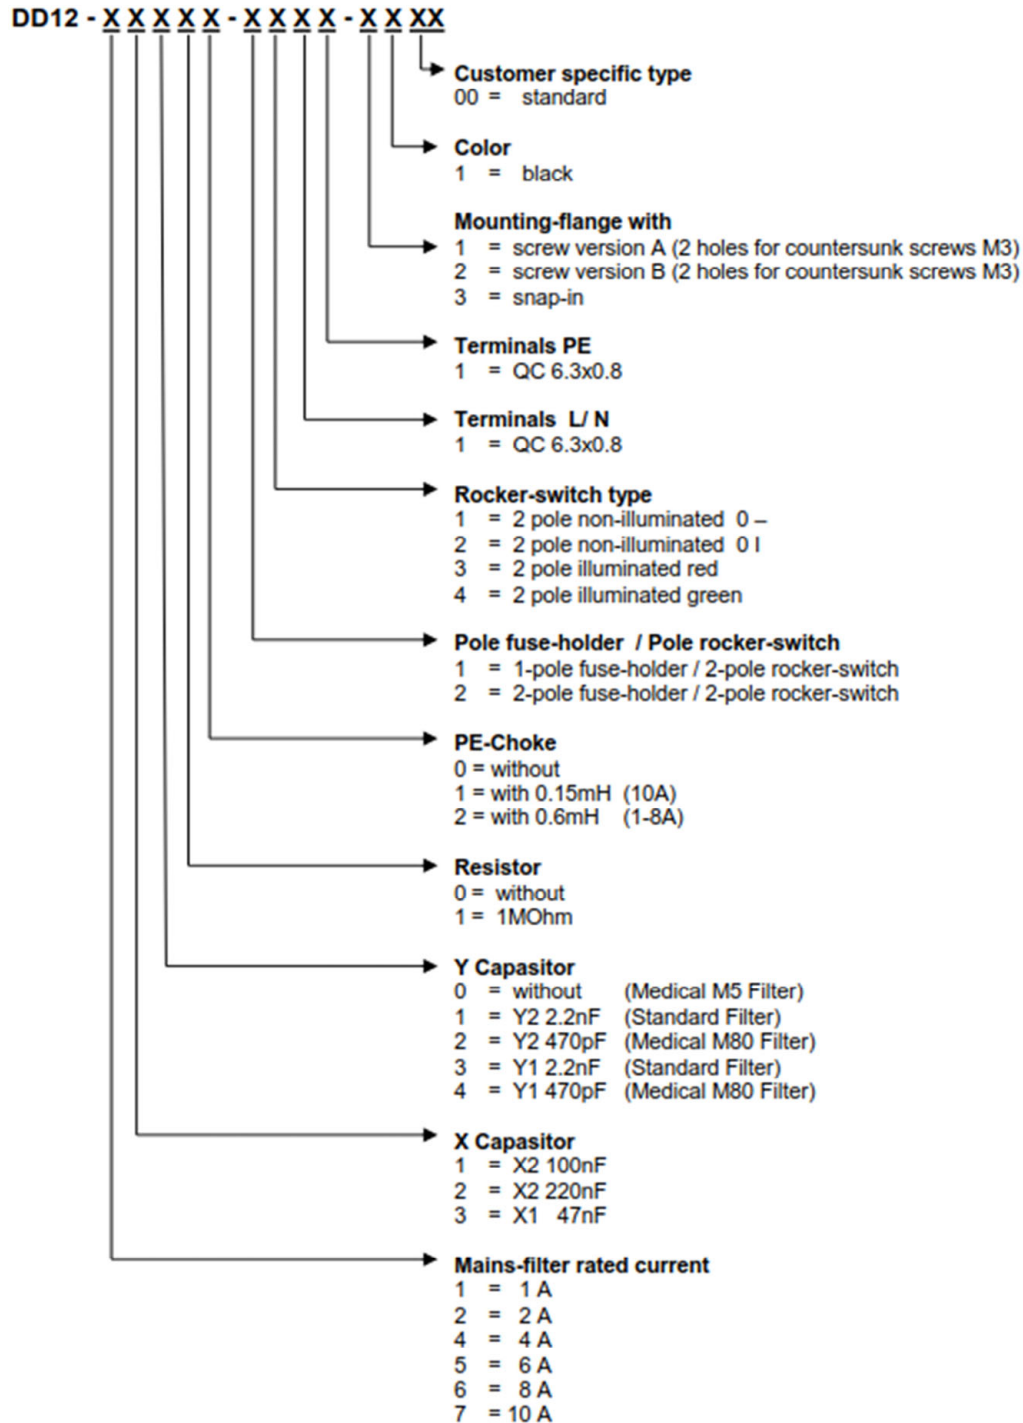 DD12 - X X X X X - X X X X - X X XX
Customer specific type
00 = standard
Color
1 = black
Mounting-flange with
1 = screw version A (2 holes for countersunk screws M3)
2 = screw version B (2 holes for countersunk screws M3)
3 = snap-in
Terminals PE
1 = QC 6.3x0.8
Terminals L/ N
1 = QC 6.3x0.8
Rocker-switch type
1 = 2 pole non-illuminated 0 –
2 = 2 pole non-illuminated 0 I
3 = 2 pole illuminated red
4 = 2 pole illuminated green
Pole fuse-holder / Pole rocker-switch
1 = 1-pole fuse-holder / 2-pole rocker-switch
2 = 2-pole fuse-holder / 2-pole rocker-switch
PE-Choke
0 = without
1 = with 0.15mH (10A)
2 = with 0.6mH (1-8A)
Resistor
0 = without
1 = 1MOhm
Y Capasitor
0 = without (Medical M5 Filter)
1 = Y2 2.2nF (Standard Filter)
2 = Y2 470pF (Medical M80 Filter)
3 = Y1 2.2nF (Standard Filter)
4 = Y1 470pF (Medical M80 Filter)
X Capasitor
1 = X2 100nF
2 = X2 220nF
3 = X1 47nF
Mains-filter rated current
1 = 1 A
2 = 2 A
4 = 4 A
5 = 6 A
6 = 8 A
7 = 10 A